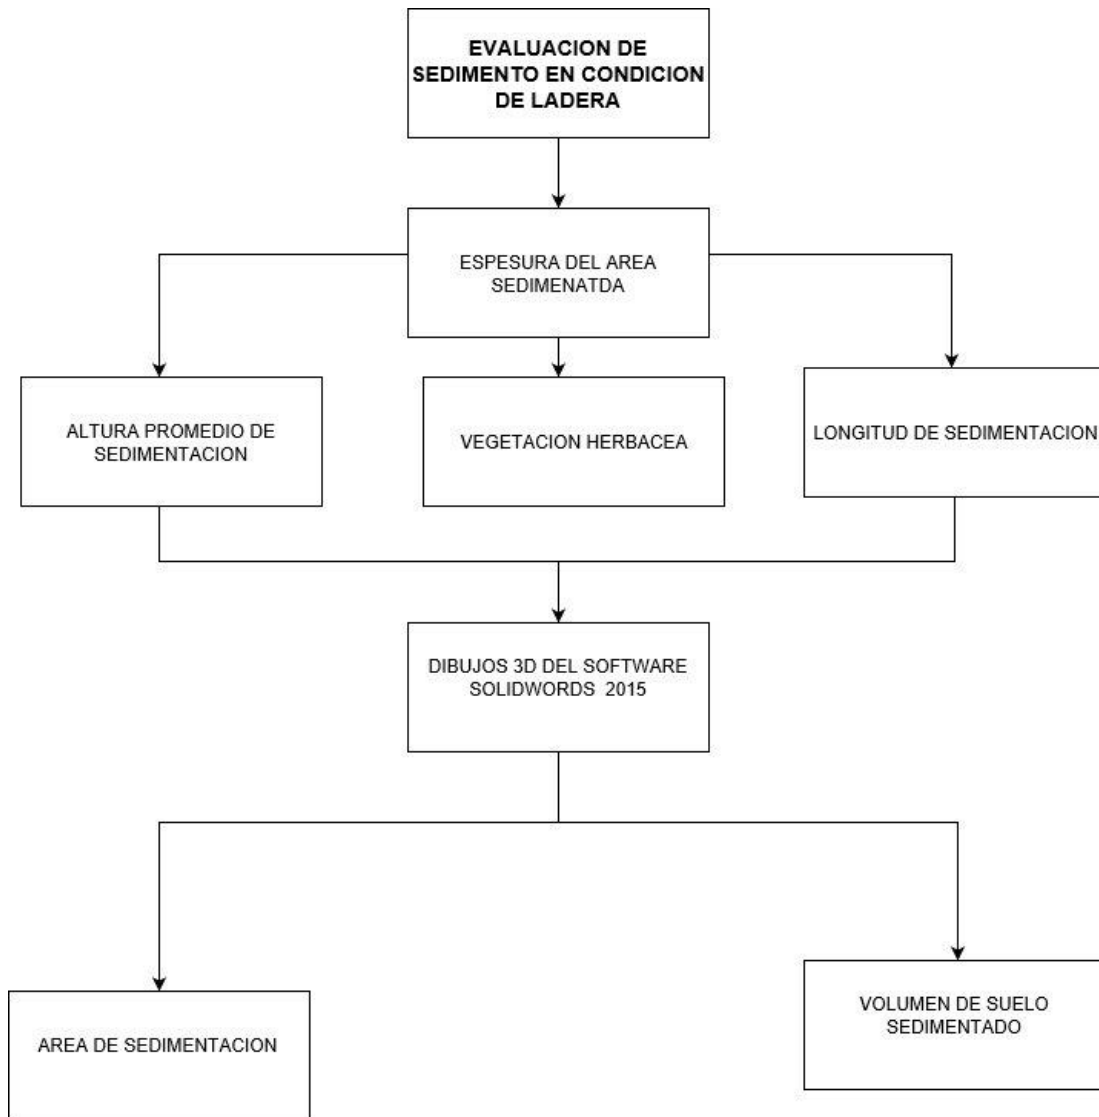 EVALUACION DE
SEDIMENTO EN CONDICION
DE LADERA
ESPESURA DEL AREA
SEDIMENATDA
ALTURA PROMEDIO DE
SEDIMENTACION
VEGETACION HERBACEA
LONGITUD DE SEDIMENTACION
DIBUJOS 3D DEL SOFTWARE
SOLIDWORDS 2015
AREA DE SEDIMENTACION
VOLUMEN DE SUELO
SEDIMENTADO